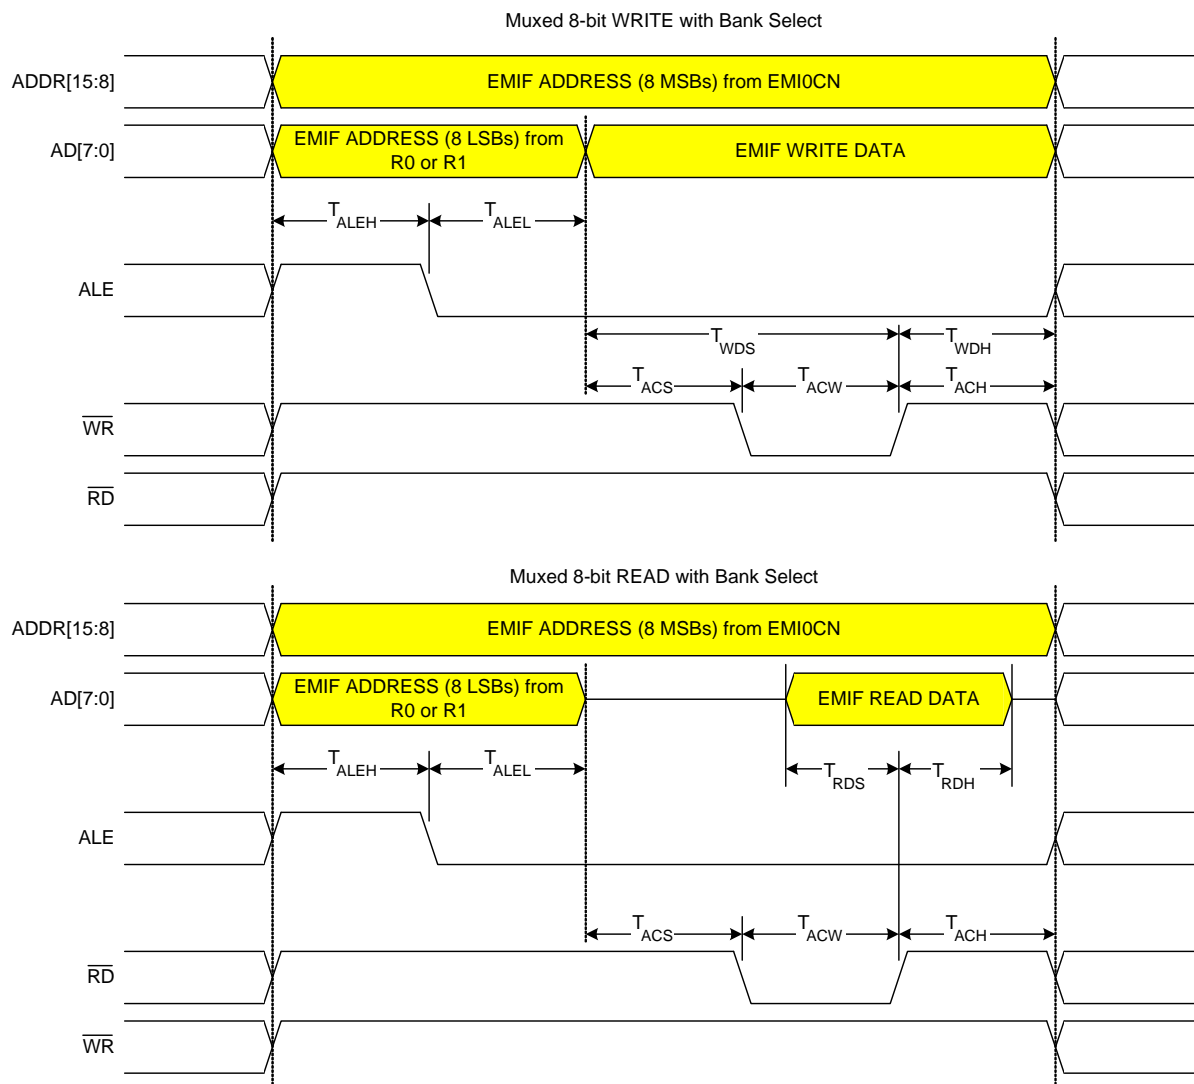 Muxed 8-bit WRITE with Bank Select
ADDR[15:8]
EMIF ADDRESS (8 MSBs) from EMI0CN
AD[7:0]
EMIF ADDRESS (8 LSBs) from
R0 or R1
EMIF WRITE DATA
TALEH
TALEL
ALE
TWDS
TWDH
TACS
TACW
TACH
WR
RD
Muxed 8-bit READ with Bank Select
ADDR[15:8]
EMIF ADDRESS (8 MSBs) from EMI0CN
AD[7:0]
EMIF ADDRESS (8 LSBs) from
R0 or R1
EMIF READ DATA
TALEH
TALEL
TRDS
TRDH
ALE
TACS
TACW
TACH
RD
WR